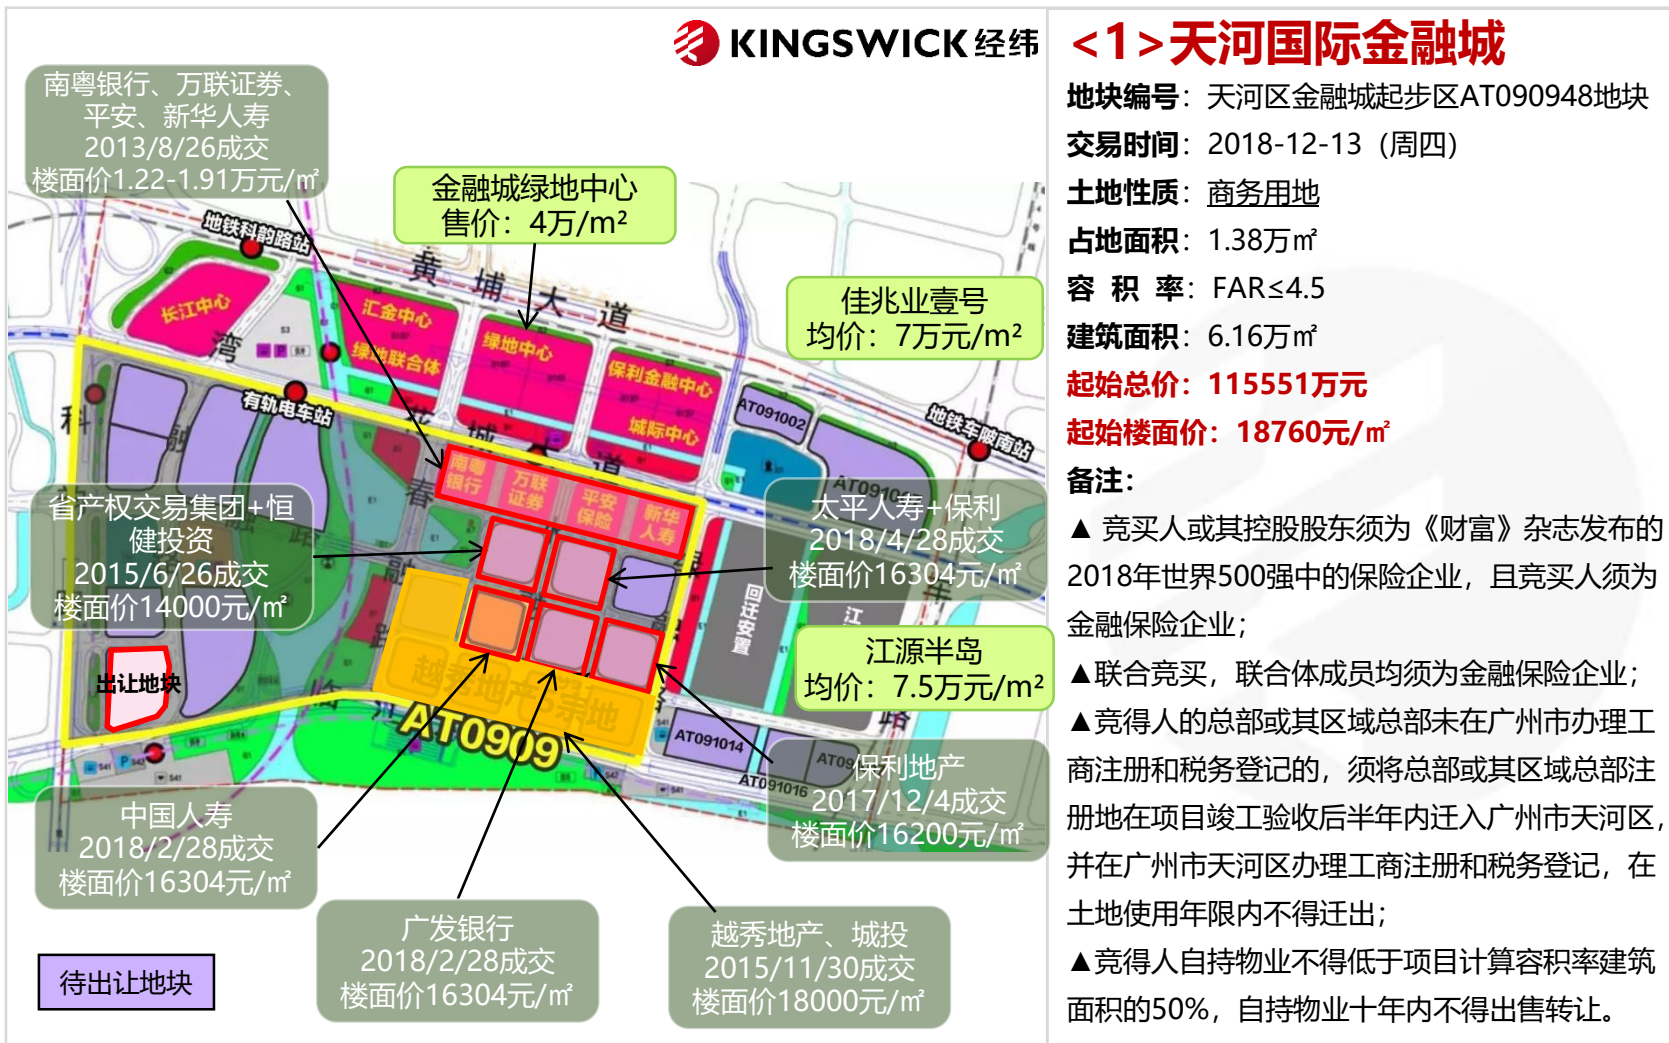 KINGSWICK经纬
<1>天河国际金融城
地块编号：天河区金融城起步区AT090948地块
交易时间：2018-12-13（周四）
土地性质：商务用地
占地面积：1.38万㎡
容 积 率：FAR≤4.5
建筑面积：6.16万㎡
起始总价：115551万元
起始楼面价：18760元/㎡
备注：
▲ 竞买人或其控股股东须为《财富》杂志发布的
2018年世界500强中的保险企业，且竞买人须为
金融保险企业；
▲联合竞买，联合体成员均须为金融保险企业；
▲竞得人的总部或其区域总部未在广州市办理工
商注册和税务登记的，须将总部或其区域总部注
册地在项目竣工验收后半年内迁入广州市天河区，
并在广州市天河区办理工商注册和税务登记，在
土地使用年限内不得迁出；
▲竞得人自持物业不得低于项目计算容积率建筑
面积的50%，自持物业十年内不得出售转让。
南粤银行、万联证券、
平安、新华人寿
2013/8/26成交
楼面价1.22-1.91万元/㎡
金融城绿地中心
售价：4万/m²
佳兆业壹号
均价：7万元/m²
地铁科韵路站
黄埔大道
长江中心
汇金中心
绿地联合体
绿地中心
保利金融中心
城际中心
有轨电车站
地铁车陂南站
AT091002
南粤
银行
万联
证券
平安
保险
新华
人寿
省产权交易集团+恒
健投资
2015/6/26成交
楼面价14000元/㎡
太平人寿+保利
2018/4/28成交
楼面价16304元/㎡
回迁安置
江源半岛
均价：7.5万元/m²
出让地块
AT0909
AT091014
AT091016
保利地产
2017/12/4成交
楼面价16200元/㎡
中国人寿
2018/2/28成交
楼面价16304元/㎡
广发银行
2018/2/28成交
楼面价16304元/㎡
越秀地产、城投
2015/11/30成交
楼面价18000元/㎡
待出让地块